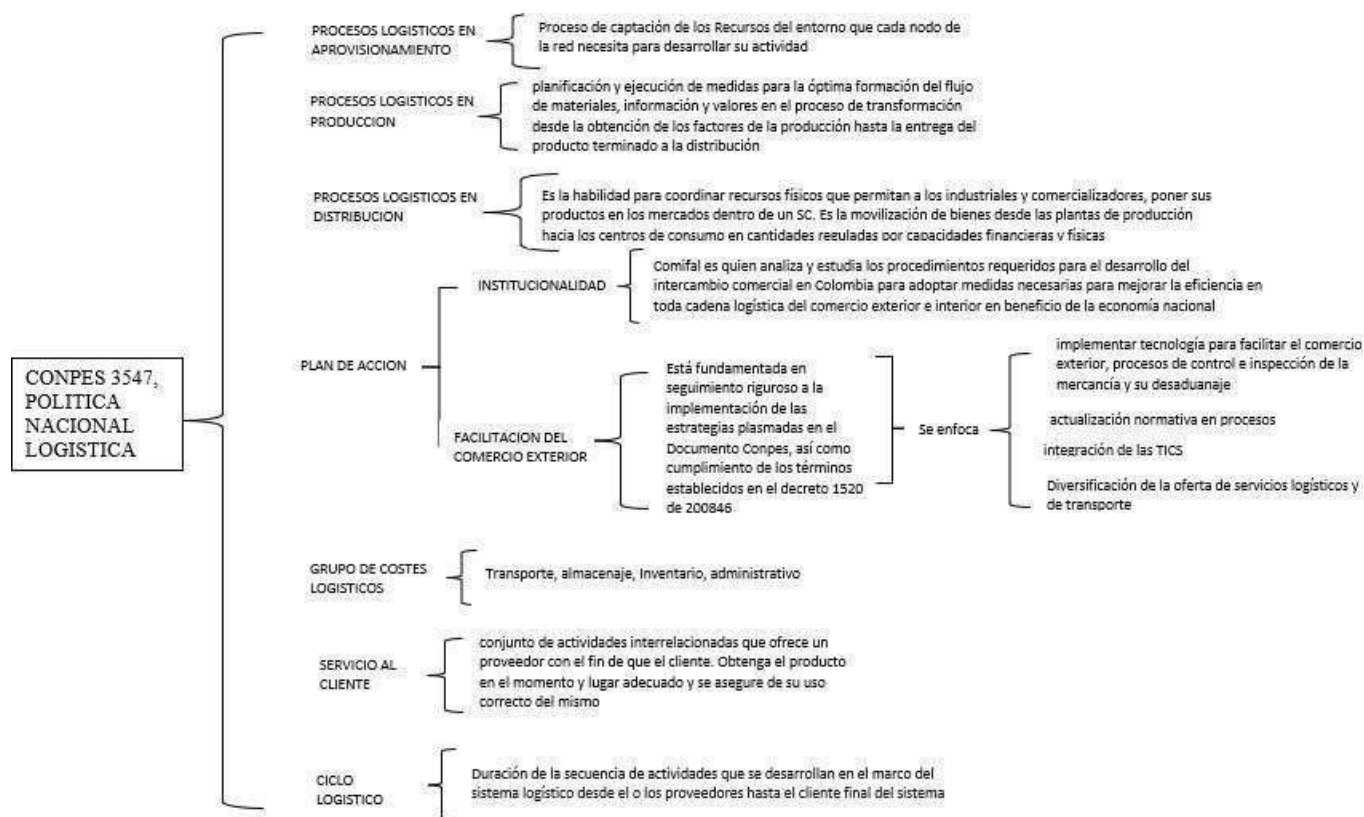 PROCESOS LOGISTICOS EN
APROVISIONAMIENTO
Proceso de captación de los Recursos del entorno que cada nodo de
la red necesita para desarrollar su actividad
PROCESOS LOGISTICOS EN
PRODUCCION
planificación y ejecución de medidas para la óptima formación del flujo
de materiales, información y valores en el proceso de transformación
desde la obtención de los factores de la producción hasta la entrega del
producto terminado a la distribución
PROCESOS LOGISTICOS EN
DISTRIBUCION
Es la habilidad para coordinar recursos físicos que permitan a los industriales y comercializadores, poner sus
productos en los mercados dentro de un SC. Es la movilización de bienes desde las plantas de producción
hacia los centros de consumo en cantidades reguladas por capacidades financieras y físicas
CONPES 3547,
POLITICA
NACIONAL
LOGISTICA
PLAN DE ACCION
INSTITUCIONALIDAD
Comifal es quien analiza y estudia los procedimientos requeridos para el desarrollo del
intercambio comercial en Colombia para adoptar medidas necesarias para mejorar la eficiencia en
toda cadena logística del comercio exterior e interior en beneficio de la economía nacional
FACILITACION DEL
COMERCIO EXTERIOR
Está fundamentada en
seguimiento riguroso a la
implementación de las
estrategias plasmadas en el
Documento Conpes, así como
cumplimiento de los términos
establecidos en el decreto 1520
de 200846
Se enfoca
implementar tecnología para facilitar el comercio
exterior, procesos de control e inspección de la
mercancía y su desaduanaje
actualización normativa en procesos
integración de las TICS
Diversificación de la oferta de servicios logísticos y
de transporte
GRUPO DE COSTES
LOGISTICOS
Transporte, almacenaje, Inventario, administrativo
SERVICIO AL
CLIENTE
conjunto de actividades interrelacionadas que ofrece un
proveedor con el fin de que el cliente. Obtenga el producto
en el momento y lugar adecuado y se asegure de su uso
correcto del mismo
CICLO
LOGISTICO
Duración de la secuencia de actividades que se desarrollan en el marco del
sistema logístico desde el o los proveedores hasta el cliente final del sistema